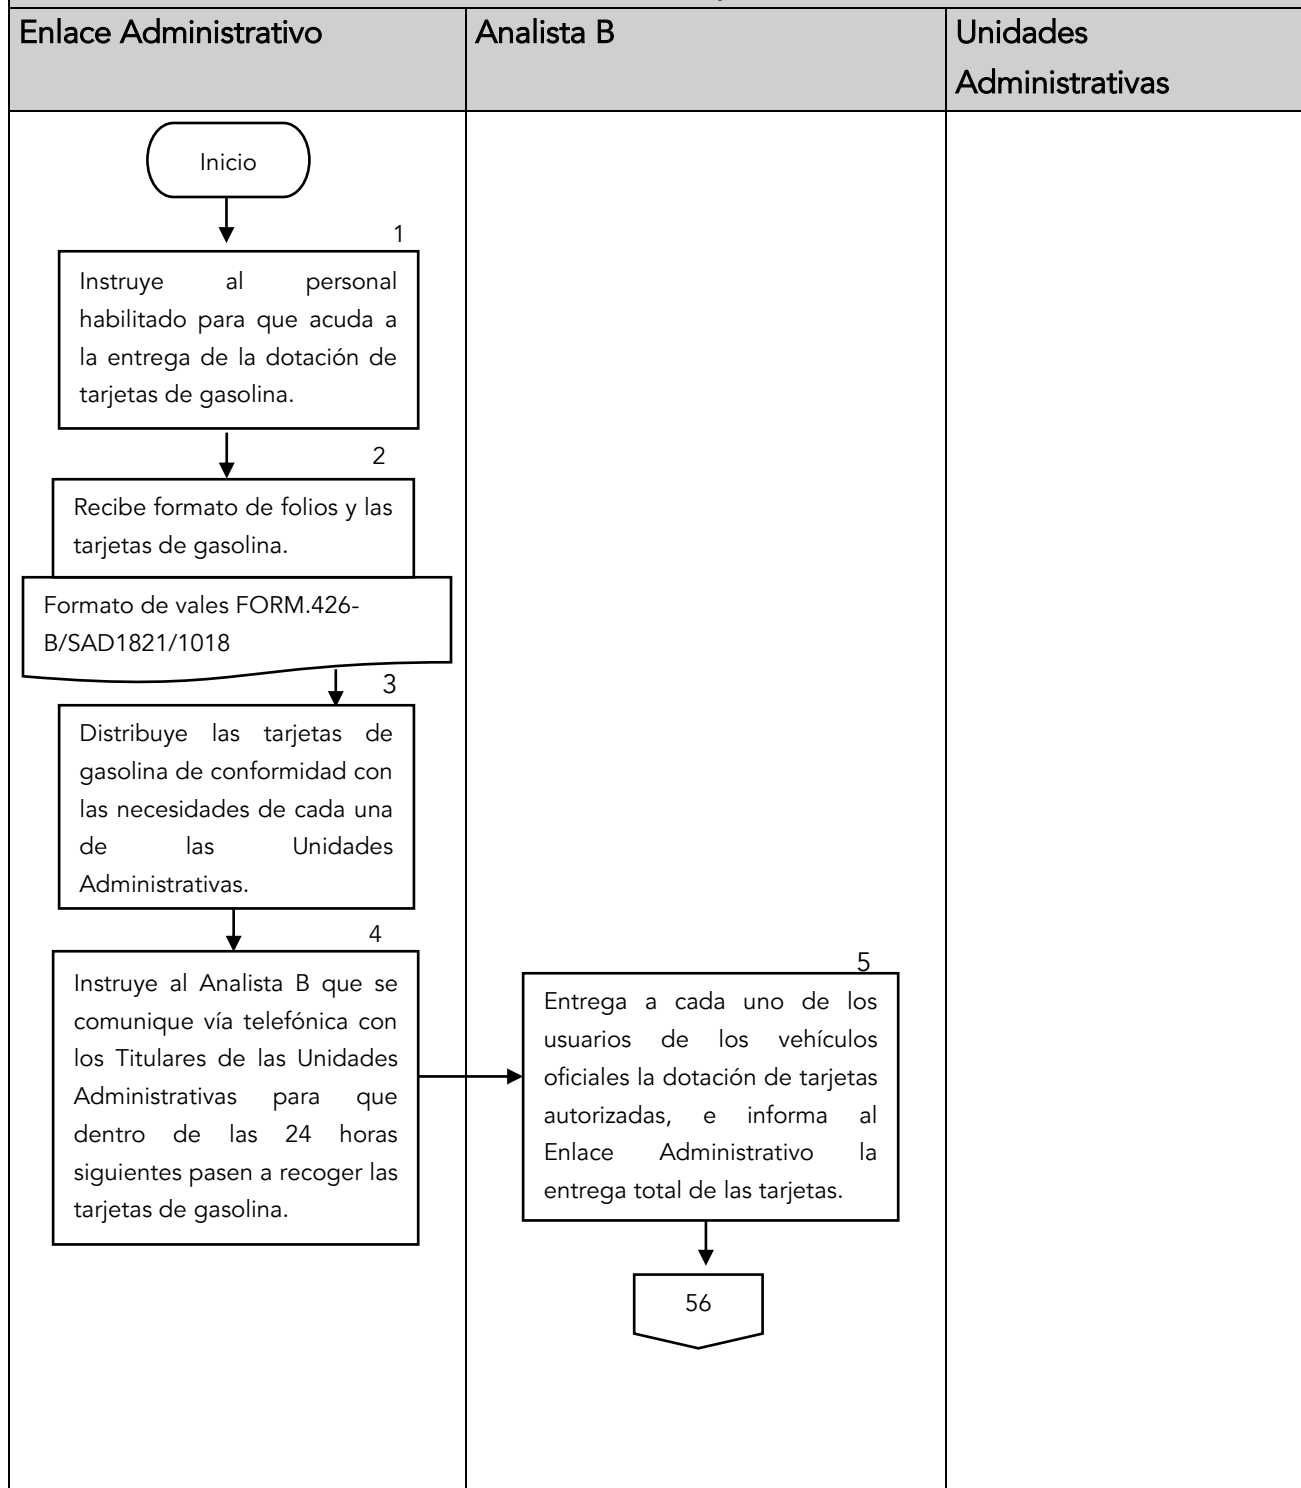 Enlace Administrativo
Analista B
Unidades
Administrativas
Inicio
1
Instruye al personal
habilitado para que acuda a
la entrega de la dotación de
tarjetas de gasolina.
2
Recibe formato de folios y las
tarjetas de gasolina.
Formato de vales FORM.426-
B/SAD1821/1018
3
Distribuye las tarjetas de
gasolina de conformidad con
las necesidades de cada una
de las Unidades
Administrativas.
4
Instruye al Analista B que se
comunique vía telefónica con
los Titulares de las Unidades
Administrativas para que
dentro de las 24 horas
siguientes pasen a recoger las
tarjetas de gasolina.
5
Entrega a cada uno de los
usuarios de los vehículos
oficiales la dotación de tarjetas
autorizadas, e informa al
Enlace Administrativo la
entrega total de las tarjetas.
56